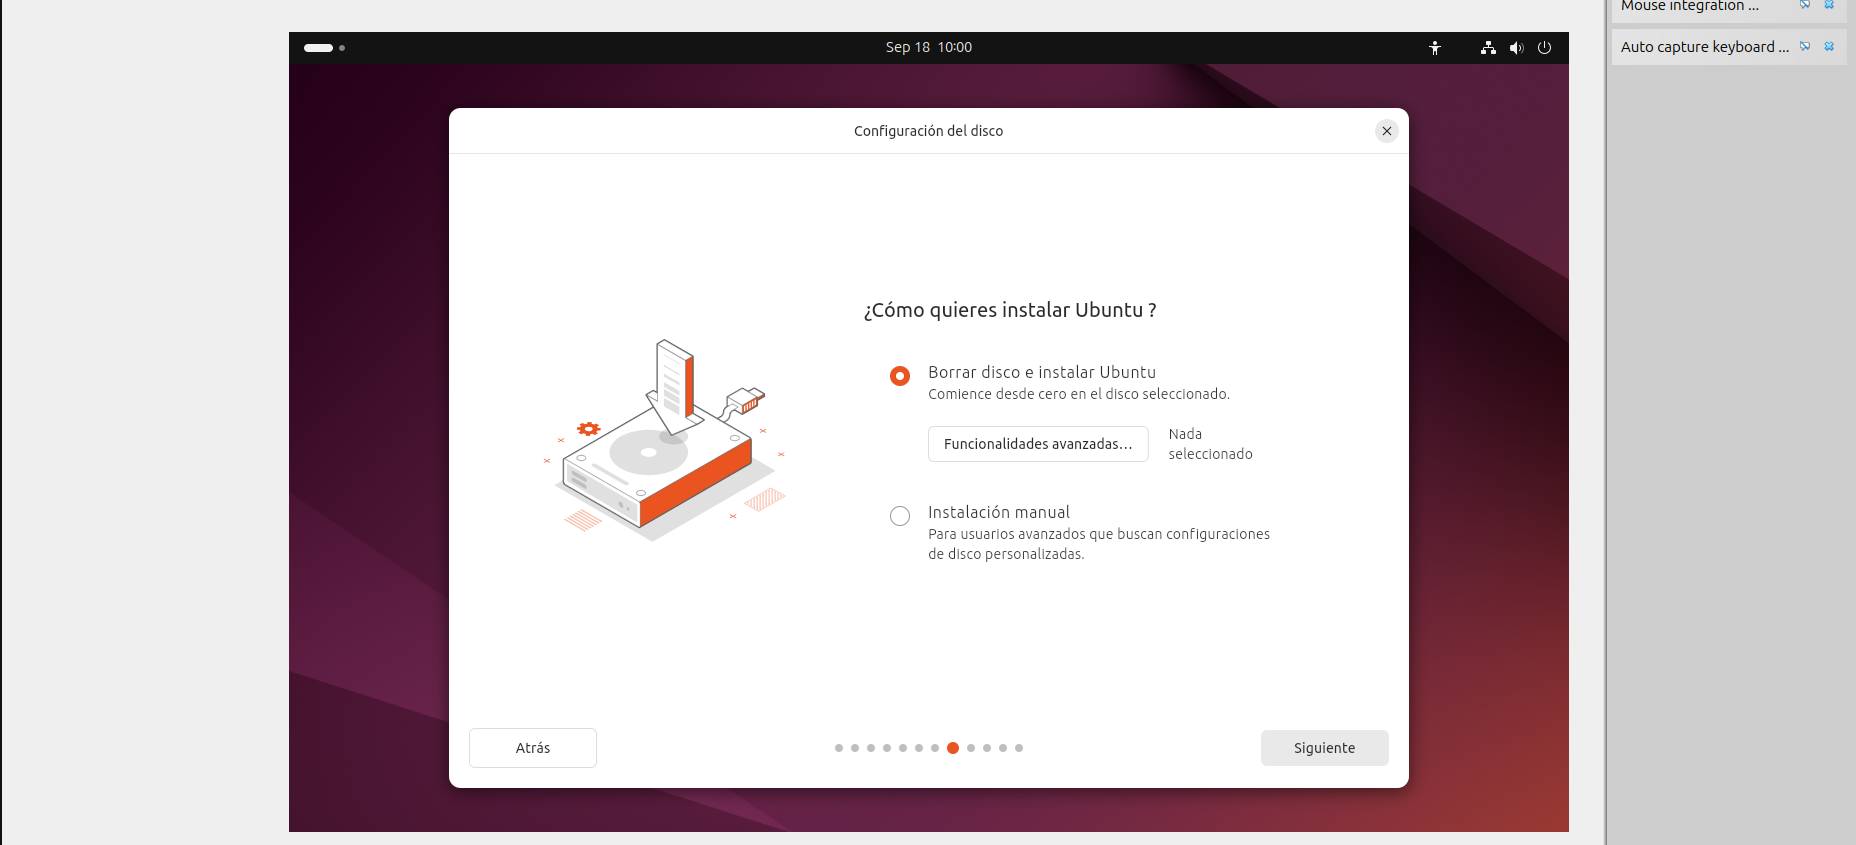 Mouse integration ...
Sep 18 10:00
Auto capture keyboard ...
Configuración del disco
¿Cómo quieres instalar Ubuntu ?
Borrar disco e instalar Ubuntu
Comience desde cero en el disco seleccionado.
Funcionalidades avanzadas...
Nada
seleccionado
Instalación manual
Para usuarios avanzados que buscan configuraciones
de disco personalizadas.
Atrás
Siguiente